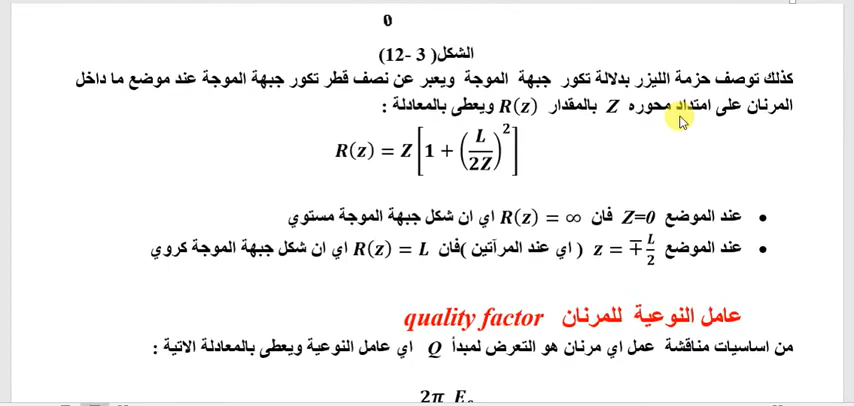 0
الشكل( 3 -12)
كذلك توصف حزمة الليزر بدلالة تكور جبهة الموجة ويعبر عن نصف قطر تكور جبهة الموجة عند موضع ما داخل
المرنان على امتداد محوره Z بالمقدار R(z) ويعطى بالمعادلة :
R(z) = Z[1 + (L/2Z)²]
عند الموضع Z=0 فان R(z) = ∞ اي ان شكل جبهة الموجة مستوي
عند الموضع z = ∓L/2 ( اي عند المرآتين )فان R(z) = L اي ان شكل جبهة الموجة كروي
عامل النوعية للمرنان quality factor
من اساسيات مناقشة عمل اي مرنان هو التعرض لمبدأ Q اي عامل النوعية ويعطى بالمعادلة الاتية :
2π E